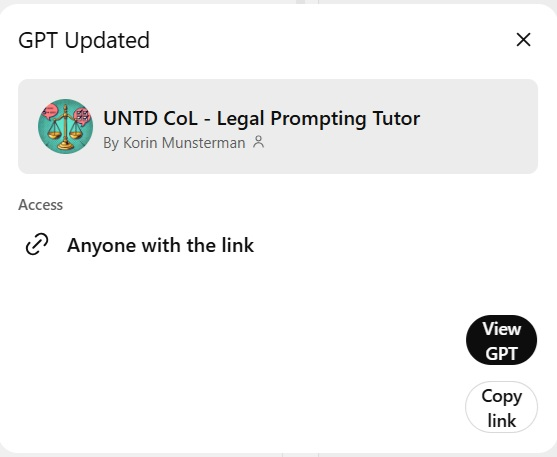 GPT Updated
UNTD CoL - Legal Prompting Tutor
By Korin Munsterman
Access
Anyone with the link
View
GPT
Copy
link